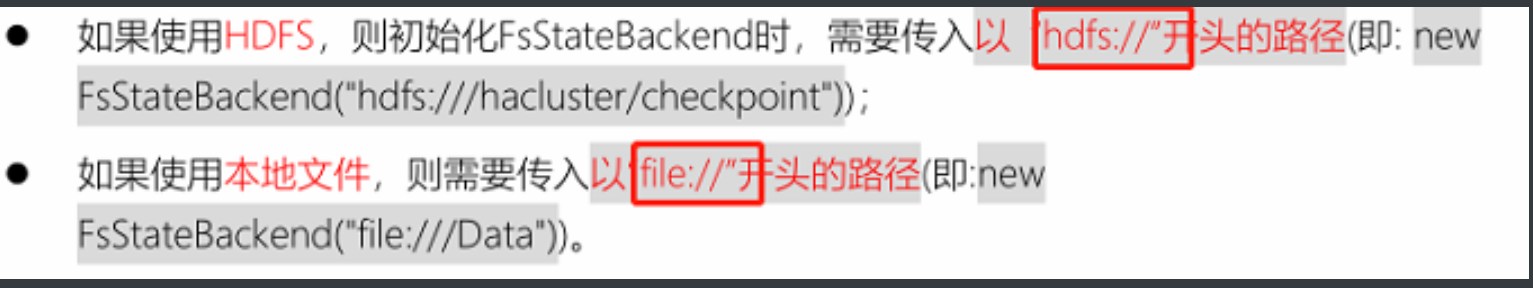 ● 如果使用HDFS，则初始化FsStateBackend时，需要传入以 “hdfs://”开头的路径(即: new
FsStateBackend("hdfs:///hacluster/checkpoint"));
● 如果使用本地文件，则需要传入以“file://”开头的路径(即:new
FsStateBackend("file:///Data"))。